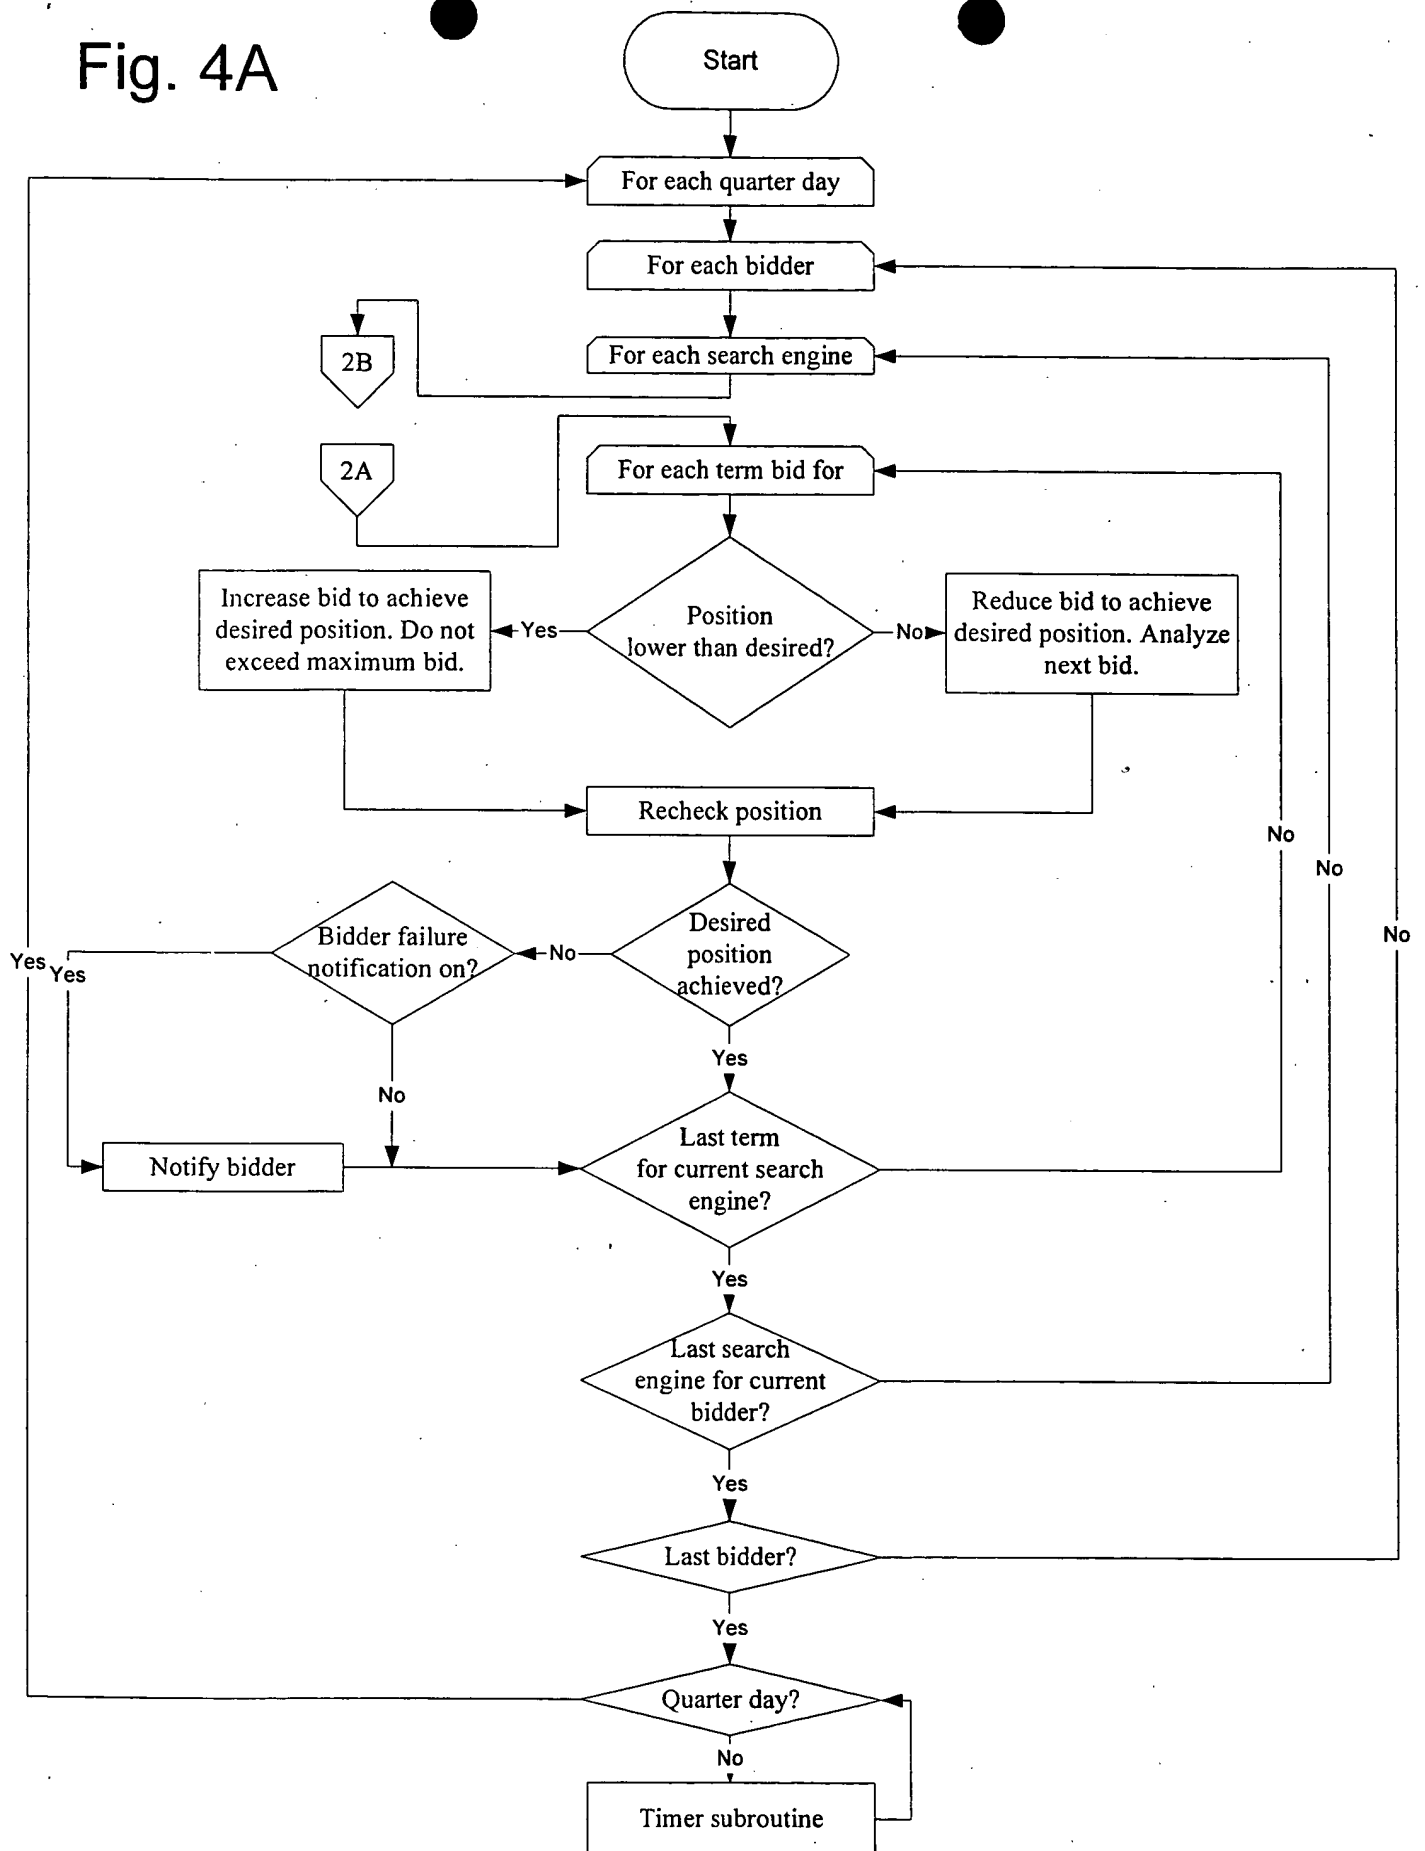 Fig. 4A
Start
For each quarter day
For each bidder
For each search engine
2B
2A
For each term bid for
Increase bid to achieve
desired position. Do not
exceed maximum bid.
Yes
Position
lower than desired?
No
Reduce bid to achieve
desired position. Analyze
next bid.
Recheck position
No
No
No
Yes
Yes
Bidder failure
notification on?
No
Desired
position
achieved?
Yes
No
Notify bidder
Last term
for current search
engine?
Yes
Last search
engine for current
bidder?
Yes
Last bidder?
Yes
Quarter day?
No
Timer subroutine